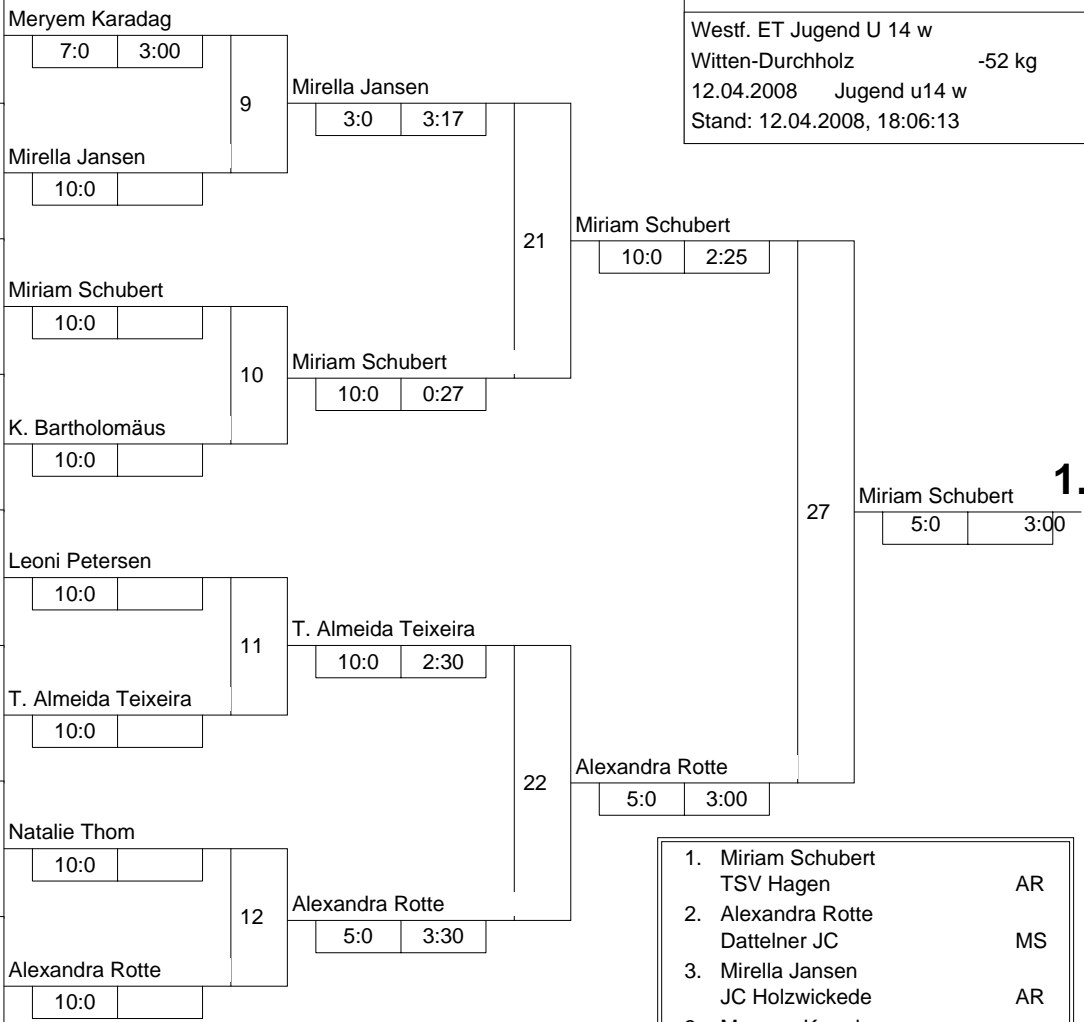 Meryem Karadag
7:0 3:00
9
Mirella Jansen
3:0 3:17
Mirella Jansen
10:0
21
Miriam Schubert
10:0 2:25
Miriam Schubert
10:0
10
Miriam Schubert
10:0 0:27
K. Bartholomäus
10:0
27
Miriam Schubert 1.
5:0 3:00
Leoni Petersen
10:0
11
T. Almeida Teixeira
10:0 2:30
T. Almeida Teixeira
10:0
22
Alexandra Rotte
5:0 3:00
Natalie Thom
10:0
12
Alexandra Rotte
5:0 3:30
Alexandra Rotte
10:0
Westf. ET Jugend U 14 w
Witten-Durchholz -52 kg
12.04.2008 Jugend u14 w
Stand: 12.04.2008, 18:06:13
1. Miriam Schubert
TSV Hagen AR
2. Alexandra Rotte
Dattelner JC MS
3. Mirella Jansen
JC Holzwickede AR